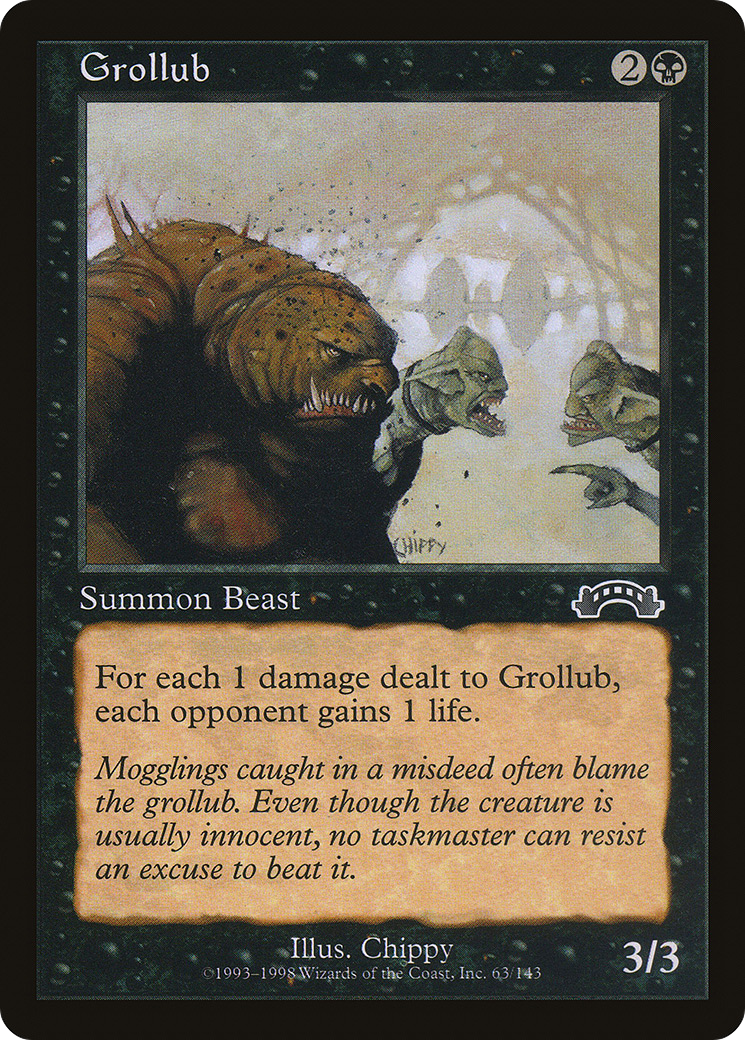 Grollub
2
CHIPPY
Summon Beast
For each 1 damage dealt to Grollub,
each opponent gains 1 life.
Mogglings caught in a misdeed often blame
the grollub. Even though the creature is
usually innocent, no taskmaster can resist
an excuse to beat it.
Illus. Chippy
©1993–1998 Wizards of the Coast, Inc. 63/143
3/3